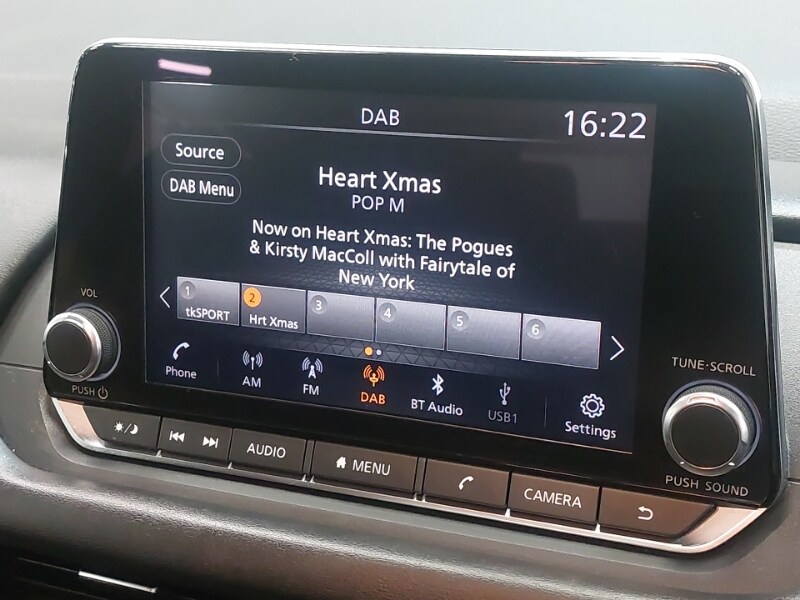 DAB
16:22
Source
DAB Menu
Heart Xmas
POP M
Now on Heart Xmas: The Pogues
& Kirsty MacColl with Fairytale of
New York
1
tkSPORT
2
Hrt Xmas
3
4
5
6
Phone
AM
FM
DAB
BT Audio
USB1
Settings
VOL
PUSH
TUNE·SCROLL
PUSH SOUND
AUDIO
MENU
CAMERA